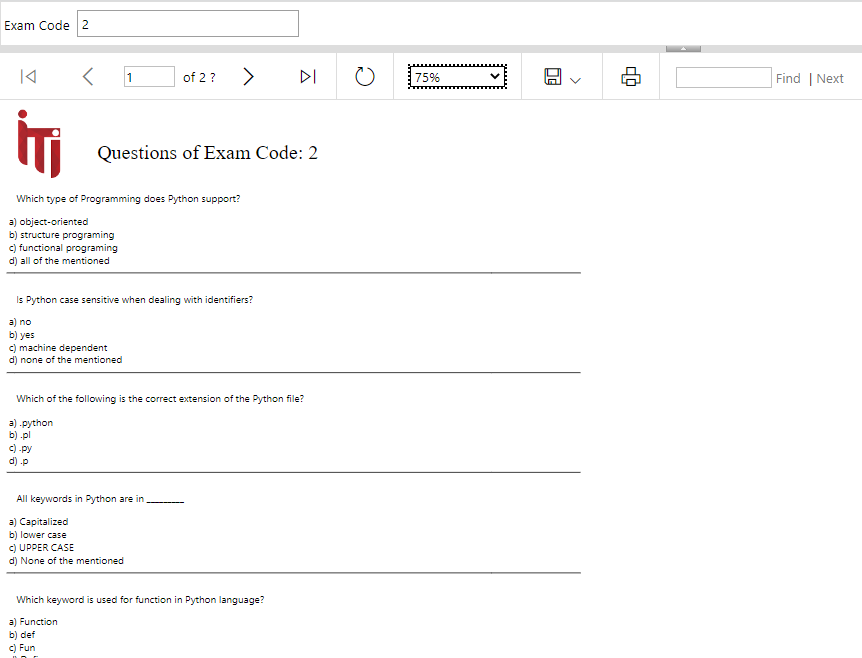 Exam Code 2
1 of 2 ? 75% Find | Next
iTi
Questions of Exam Code: 2
Which type of Programming does Python support?
a) object-oriented
b) structure programing
c) functional programing
d) all of the mentioned
Is Python case sensitive when dealing with identifiers?
a) no
b) yes
c) machine dependent
d) none of the mentioned
Which of the following is the correct extension of the Python file?
a) .python
b) .pl
c) .py
d) .p
All keywords in Python are in _________
a) Capitalized
b) lower case
c) UPPER CASE
d) None of the mentioned
Which keyword is used for function in Python language?
a) Function
b) def
c) Fun